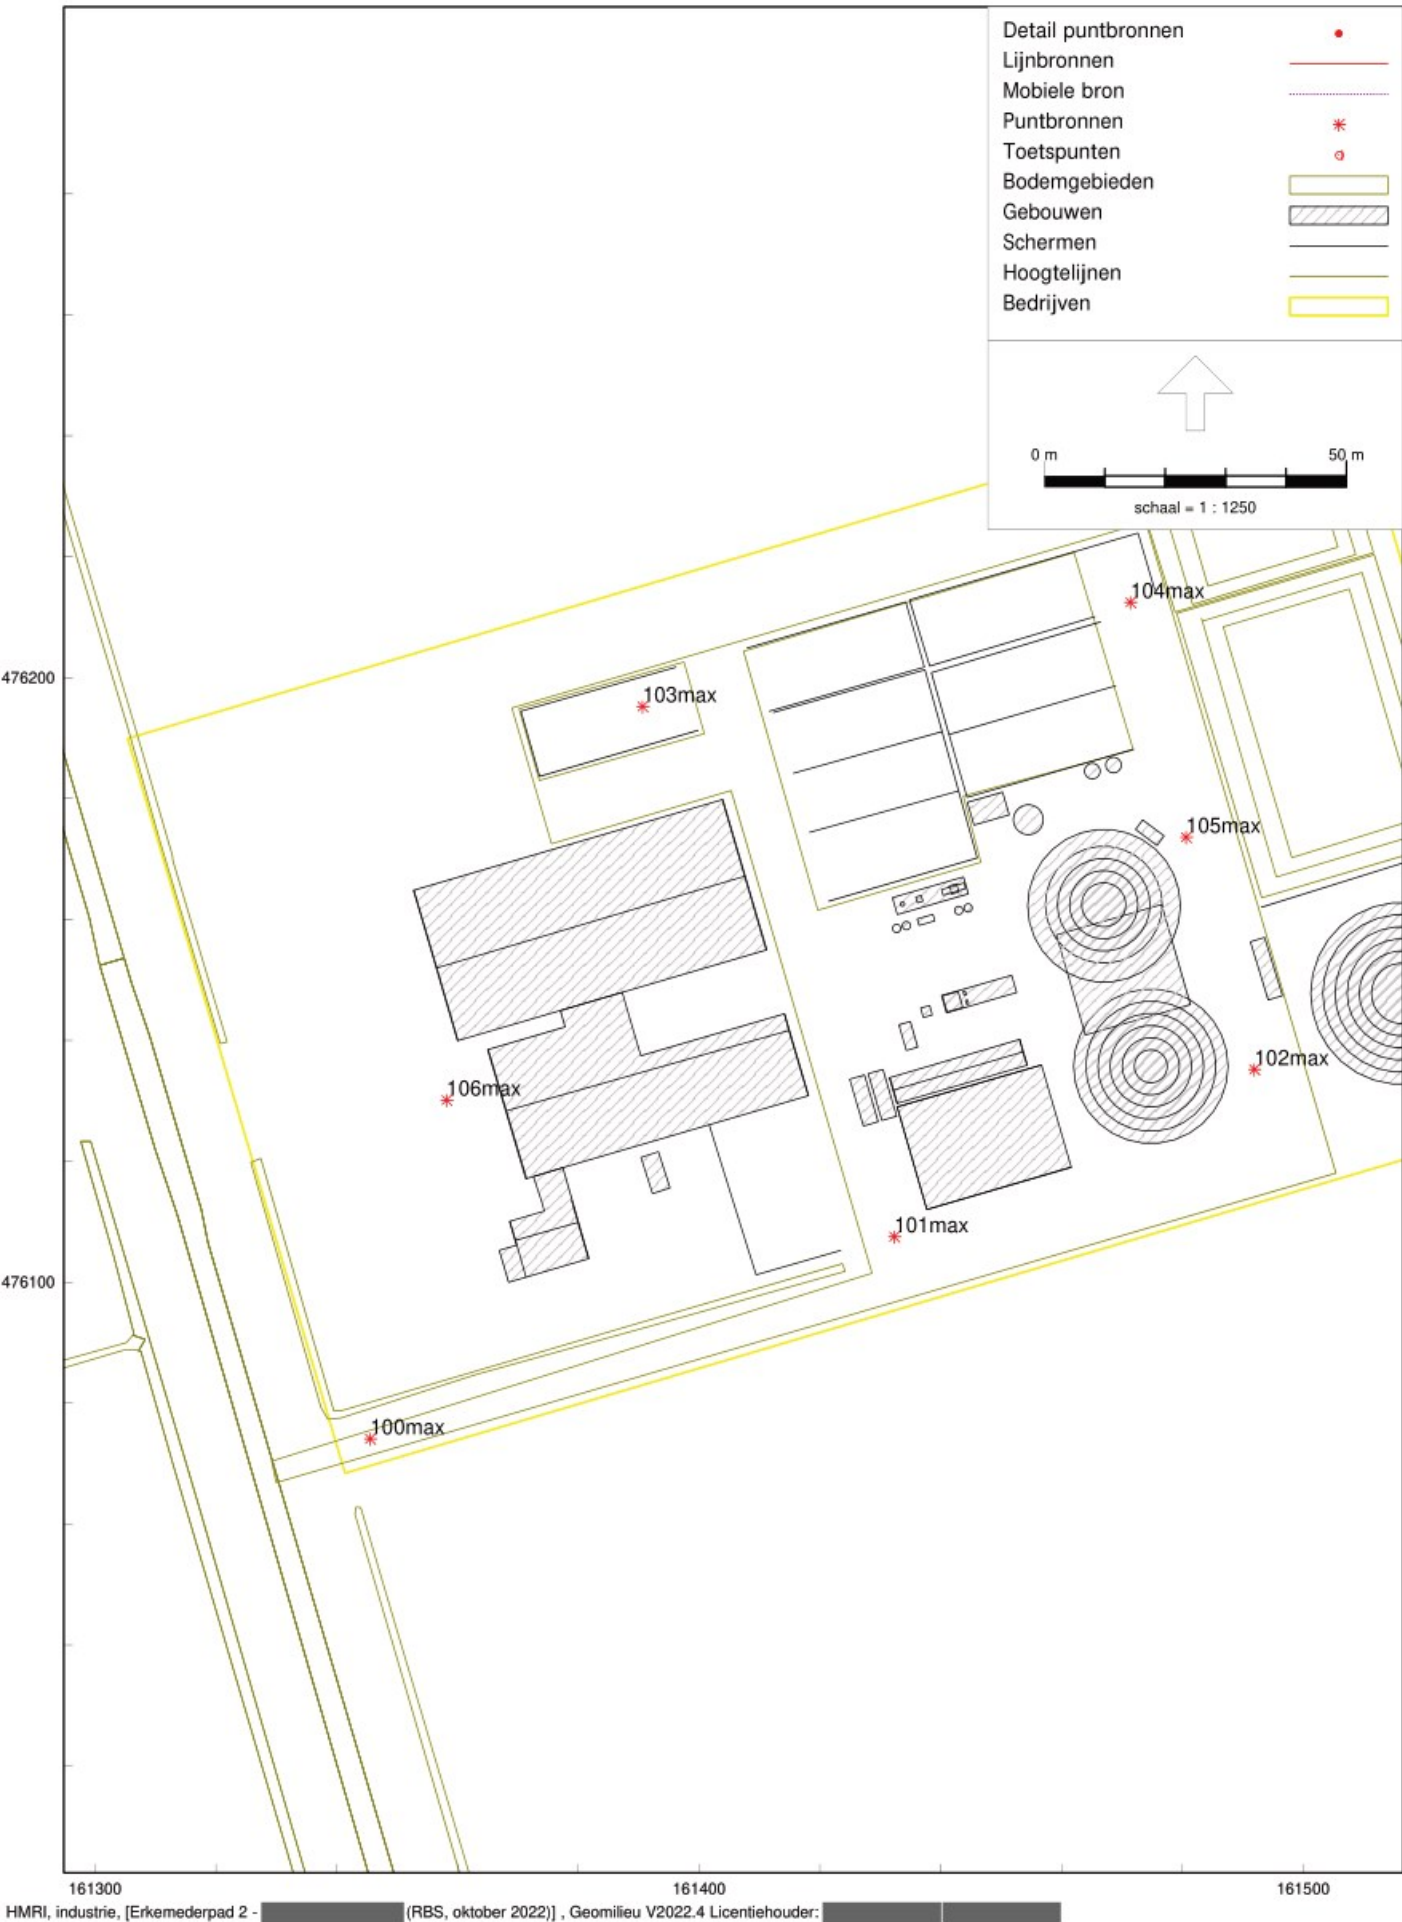 Detail puntbronnen
Lijnbronnen
Mobiele bron
Puntbronnen
Toetspunten
Bodemgebieden
Gebouwen
Schermen
Hoogtelijnen
Bedrijven
0 m 50 m
schaal = 1 : 1250
104max
476200
103max
105max
102max
106max
101max
476100
100max
161300 161400 161500
HMRI, industrie, [Erkemederpad 2 - (RBS, oktober 2022)] , Geomilieu V2022.4 Licentiehouder: